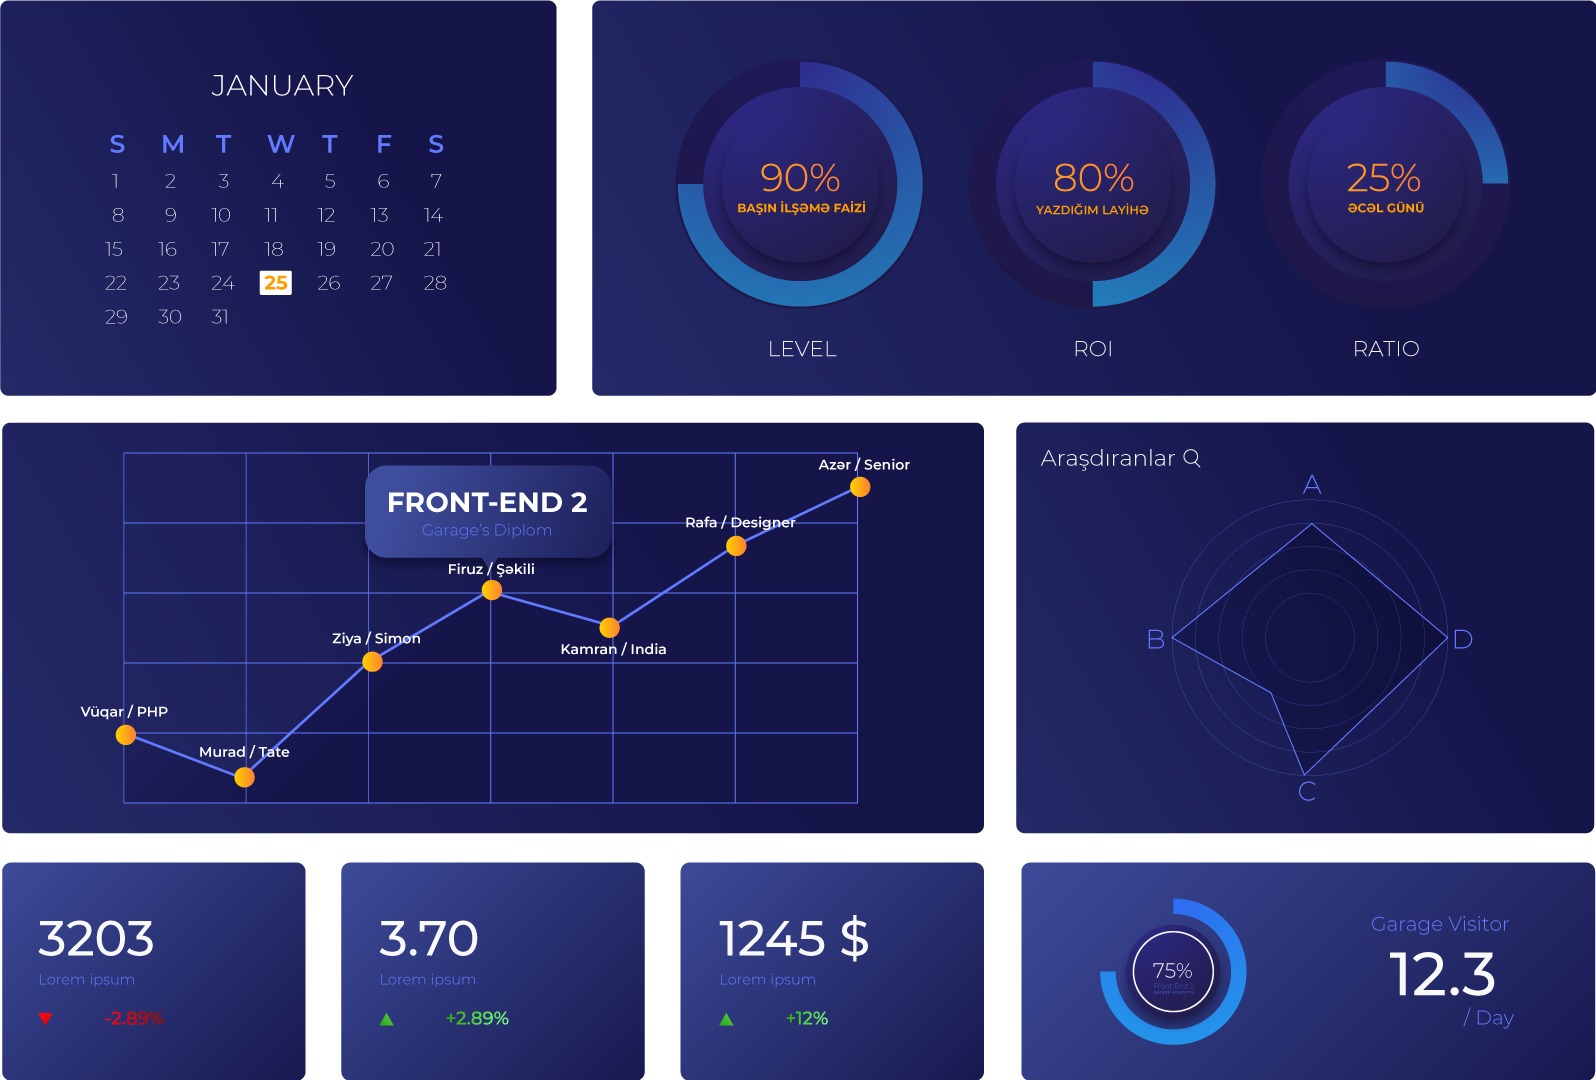 JANUARY
S M T W T F S
1 2 3 4 5 6 7
8 9 10 11 12 13 14
15 16 17 18 19 20 21
22 23 24 25 26 27 28
29 30 31
90%
BAŞIN İLŞƏMƏ FAİZİ
LEVEL
80%
YAZDIĞIM LAYİHƏ
ROI
25%
ƏCƏL GÜNÜ
RATIO
Azər / Senior
FRONT-END 2
Garage's Diplom
Rafa / Designer
Firuz / Şəkili
Ziya / Simon
Kamran / India
Vüqar / PHP
Murad / Tate
Araşdıranlar
A
B
D
C
3203
Lorem ipsum
-2.89%
3.70
Lorem ipsum
+2.89%
1245 $
Lorem ipsum
+12%
75%
Front End 2
garage academy
Garage Visitor
12.3
/ Day